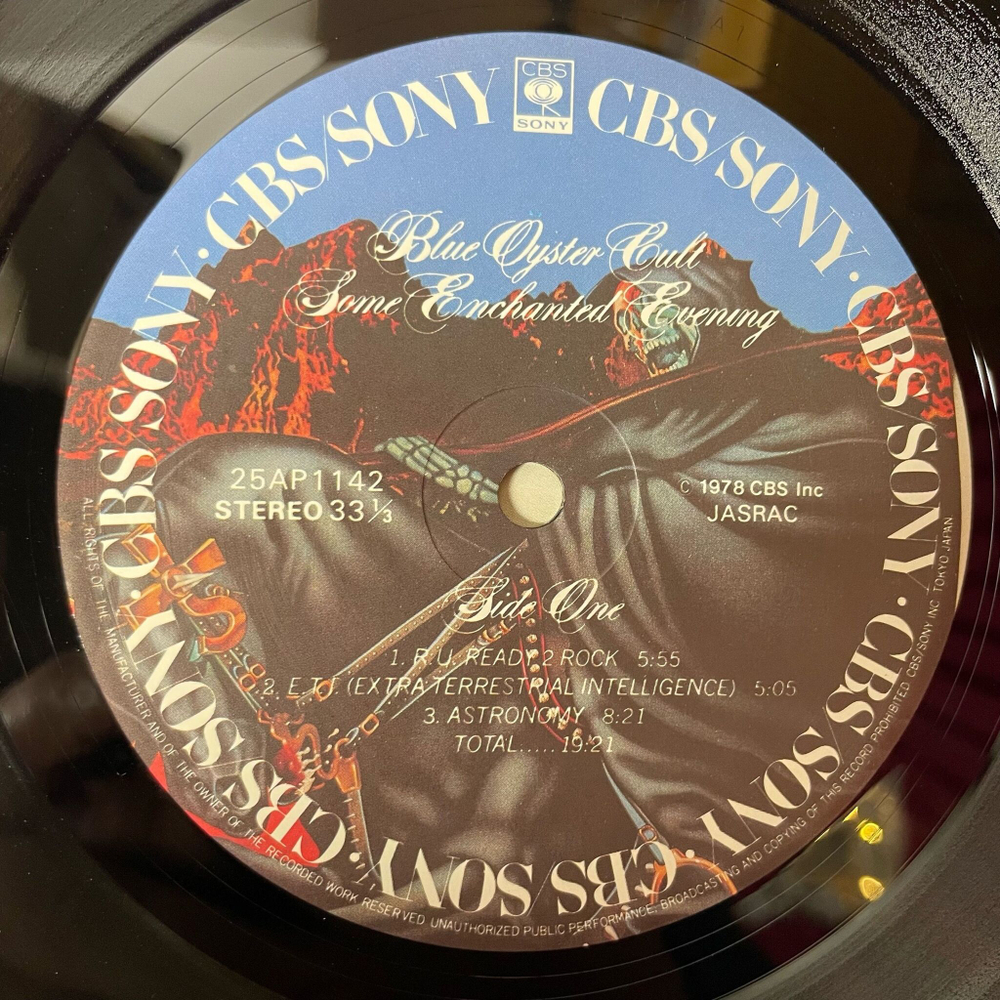 CBS
SONY
CBS/SONY · CBS/SONY · CBS/SONY · CBS/SONY · CBS/SONY · CBS/SONY · CBS/SONY · CBS/SONY
Blue Öyster Cult
Some Enchanted Evening
25AP1142
STEREO 33 1/3
© 1978 CBS Inc
JASRAC
Side One
1. R.U. READY 2 ROCK 5:55
2. E.T.I. (EXTRA TERRESTRIAL INTELLIGENCE) 5:05
3. ASTRONOMY 8:21
TOTAL..... 19:21
ALL RIGHTS OF THE MANUFACTURER AND OF THE OWNER OF THE RECORDED WORK RESERVED UNAUTHORIZED PUBLIC PERFORMANCE, BROADCASTING AND COPYING OF THIS RECORD PROHIBITED CBS/SONY INC TOKYO JAPAN